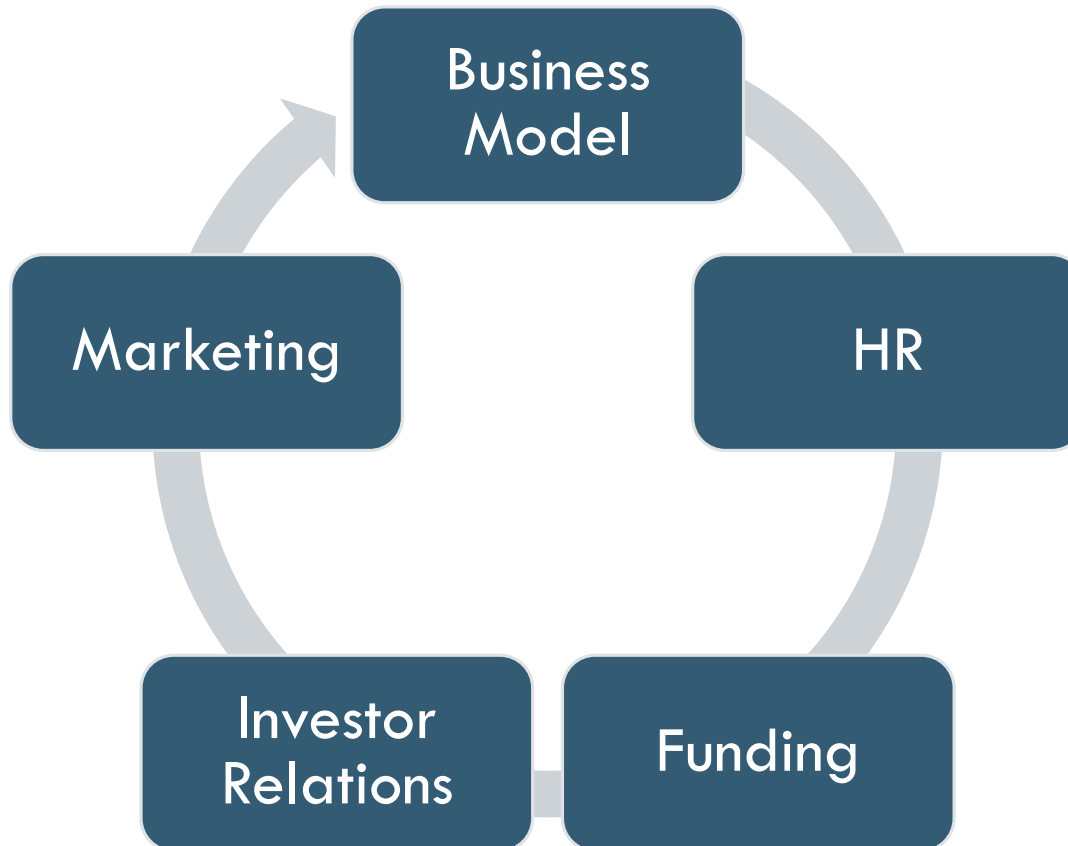 Business
Model
HR
Funding
Investor
Relations
Marketing